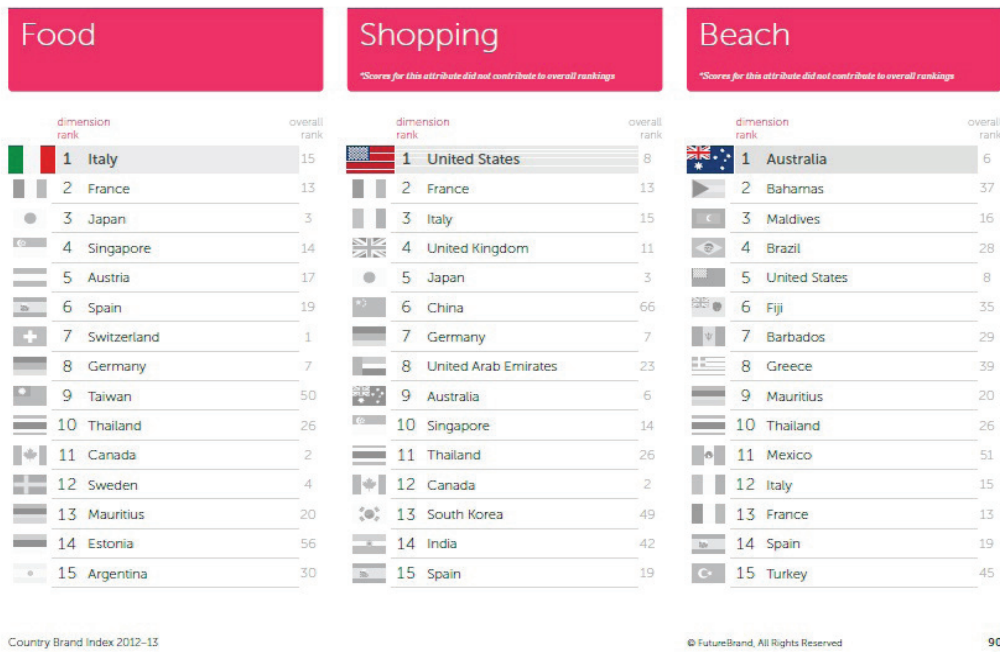 Food
dimension
rank
overall
rank
1 Italy 15
2 France 13
3 Japan 3
4 Singapore 14
5 Austria 17
6 Spain 19
7 Switzerland 1
8 Germany 7
9 Taiwan 50
10 Thailand 26
11 Canada 2
12 Sweden 4
13 Mauritius 20
14 Estonia 56
15 Argentina 30
Shopping
*Scores for this attribute did not contribute to overall rankings
dimension
rank
overall
rank
1 United States 8
2 France 13
3 Italy 15
4 United Kingdom 11
5 Japan 3
6 China 66
7 Germany 7
8 United Arab Emirates 23
9 Australia 6
10 Singapore 14
11 Thailand 26
12 Canada 2
13 South Korea 49
14 India 42
15 Spain 19
Beach
*Scores for this attribute did not contribute to overall rankings
dimension
rank
overall
rank
1 Australia 6
2 Bahamas 37
3 Maldives 16
4 Brazil 28
5 United States 8
6 Fiji 35
7 Barbados 29
8 Greece 39
9 Mauritius 20
10 Thailand 26
11 Mexico 51
12 Italy 15
13 France 13
14 Spain 19
15 Turkey 45
Country Brand Index 2012–13
© FutureBrand, All Rights Reserved
90